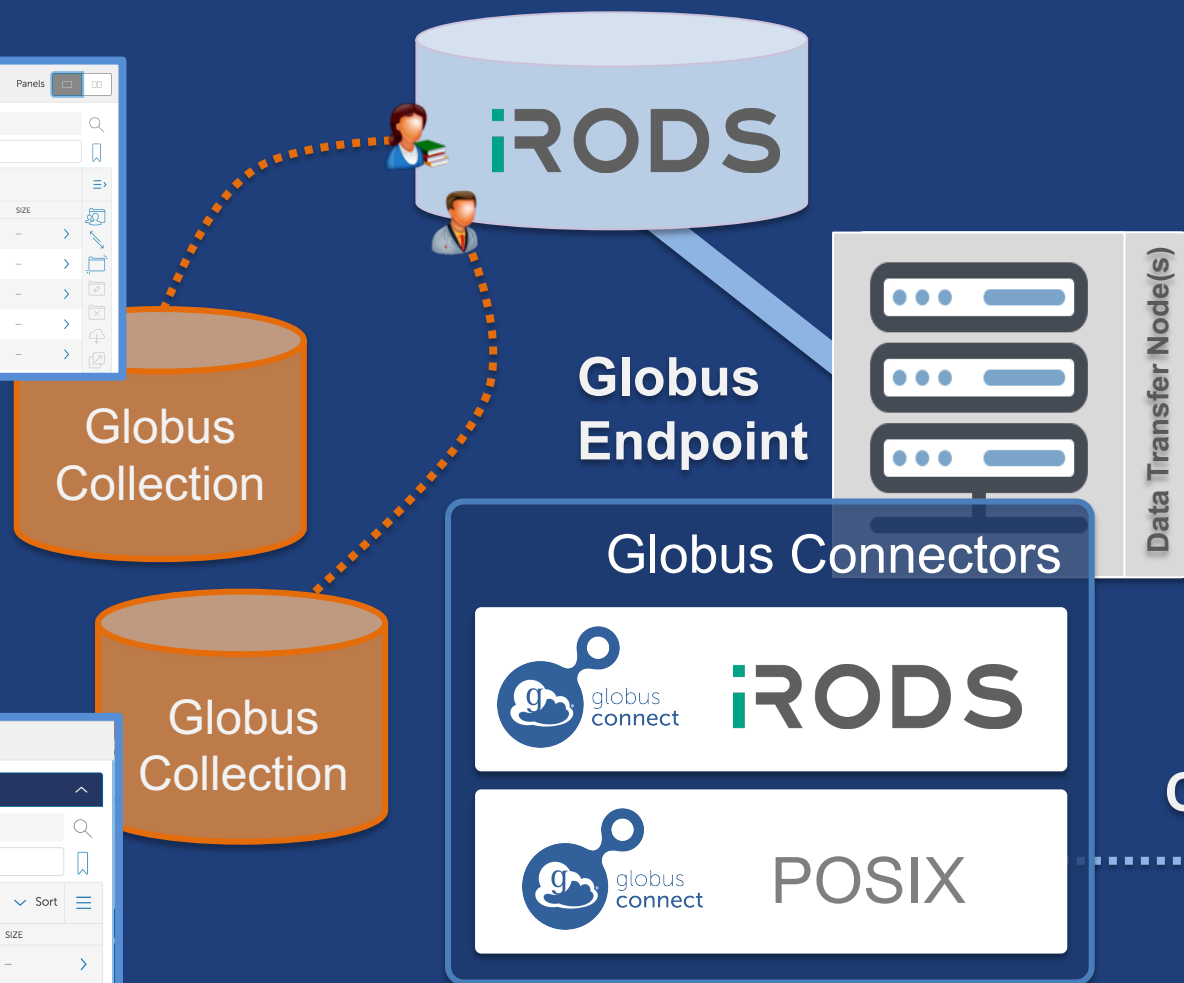 Panels
SIZE
–
–
–
–
–
iRODS
Globus
Collection
Globus
Endpoint
Data Transfer Node(s)
Globus Connectors
g
globus
connect
iRODS
g
globus
connect
POSIX
Globus
Collection
Sort
SIZE
–